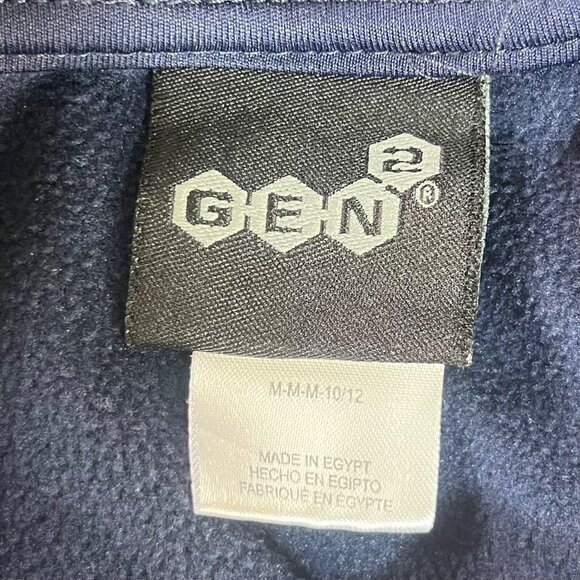 GEN2®
M-M-M-10/12
MADE IN EGYPT
HECHO EN EGIPTO
FABRIQUÉ EN ÉGYPTE